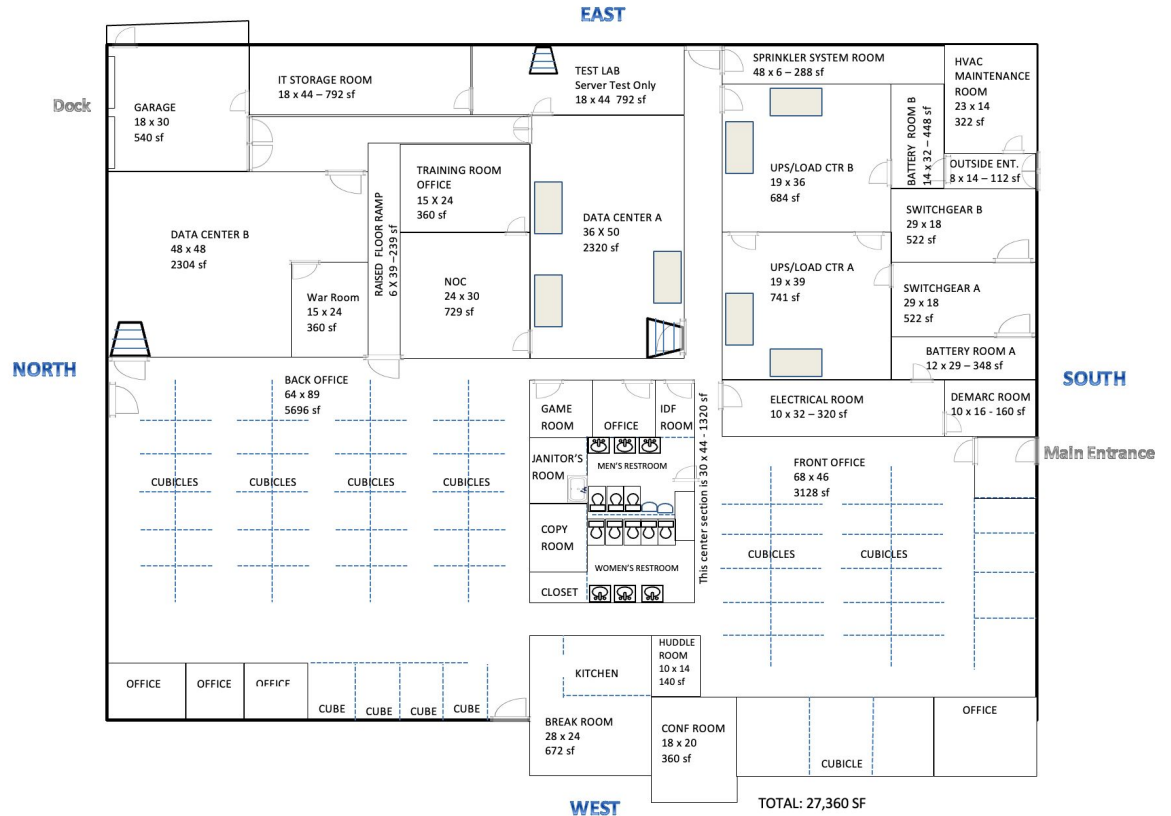 EAST
SPRINKLER SYSTEM ROOM
48 x 6 – 288 sf
HVAC
MAINTENANCE
ROOM
23 x 14
322 sf
IT STORAGE ROOM
18 x 44 – 792 sf
TEST LAB
Server Test Only
18 x 44 792 sf
Dock
GARAGE
18 x 30
540 sf
BATTERY ROOM B
14 x 32 – 448 sf
OUTSIDE ENT.
8 x 14 – 112 sf
TRAINING ROOM
OFFICE
15 X 24
360 sf
UPS/LOAD CTR B
19 x 36
684 sf
RAISED FLOOR RAMP
6 X 39 –239 sf
DATA CENTER A
36 X 50
2320 sf
SWITCHGEAR B
29 x 18
522 sf
DATA CENTER B
48 x 48
2304 sf
UPS/LOAD CTR A
19 x 39
741 sf
NOC
24 x 30
729 sf
SWITCHGEAR A
29 x 18
522 sf
War Room
15 x 24
360 sf
NORTH
BATTERY ROOM A
12 x 29 – 348 sf
SOUTH
BACK OFFICE
64 x 89
5696 sf
GAME
ROOM
OFFICE
IDF
ROOM
This center section is 30 x 44 - 1320 sf
ELECTRICAL ROOM
10 x 32 – 320 sf
DEMARC ROOM
10 x 16 - 160 sf
Main Entrance
JANITOR'S
ROOM
MEN'S RESTROOM
FRONT OFFICE
68 x 46
3128 sf
CUBICLES
CUBICLES
CUBICLES
CUBICLES
COPY
ROOM
CUBICLES
CUBICLES
WOMEN'S RESTROOM
CLOSET
HUDDLE
ROOM
10 x 14
140 sf
KITCHEN
OFFICE
OFFICE
OFFICE
CUBE
CUBE
CUBE
CUBE
BREAK ROOM
28 x 24
672 sf
CONF ROOM
18 x 20
360 sf
OFFICE
CUBICLE
WEST
TOTAL: 27,360 SF